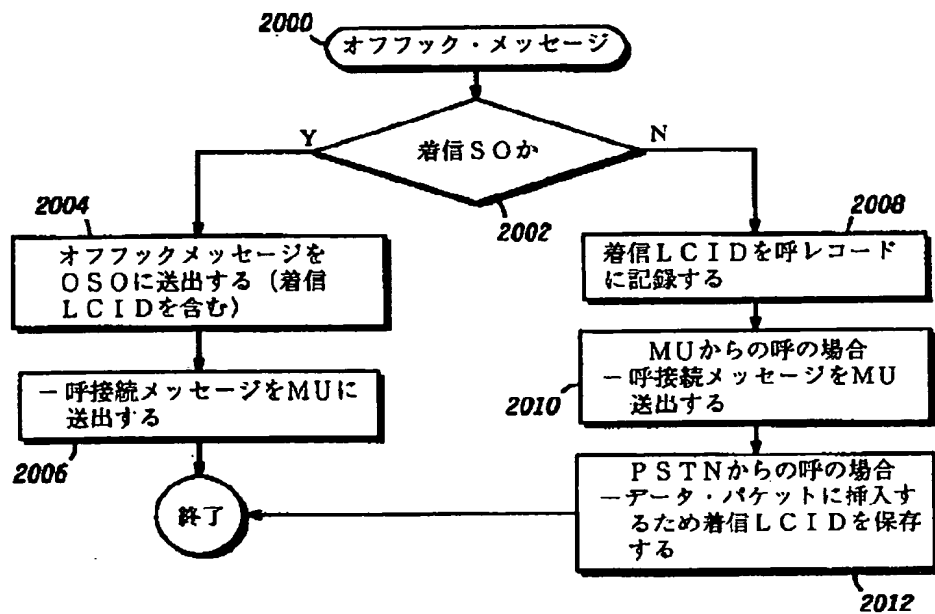 2000
オフフック・メッセージ
Y
N
着信SOか
2002
2004
オフフックメッセージを
OSOに送出する(着信
LCIDを含む)
-呼接続メッセージをMUに
送出する
2006
終了
2008
着信LCIDを呼レコード
に記録する
MUからの呼の場合
-呼接続メッセージをMU
送出する
2010
PSTNからの呼の場合
-データ・パケットに挿入す
るため着信LCIDを保存
する
2012